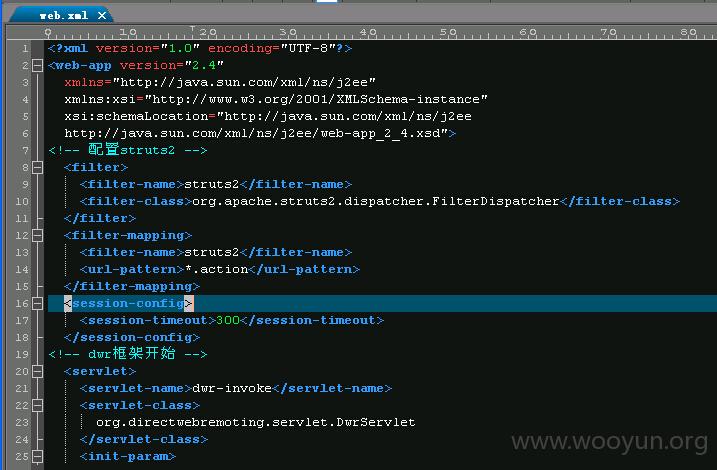 web.xml
0 10 20 30 40 50 60 70 80
1 <?xml version="1.0" encoding="UTF-8"?>
2 <web-app version="2.4"
3 xmlns="http://java.sun.com/xml/ns/j2ee"
4 xmlns:xsi="http://www.w3.org/2001/XMLSchema-instance"
5 xsi:schemaLocation="http://java.sun.com/xml/ns/j2ee
6 http://java.sun.com/xml/ns/j2ee/web-app_2_4.xsd">
7 <!-- 配置struts2 -->
8 <filter>
9 <filter-name>struts2</filter-name>
10 <filter-class>org.apache.struts2.dispatcher.FilterDispatcher</filter-class>
11 </filter>
12 <filter-mapping>
13 <filter-name>struts2</filter-name>
14 <url-pattern>*.action</url-pattern>
15 </filter-mapping>
16 <session-config>
17 <session-timeout>300</session-timeout>
18 </session-config>
19 <!-- dwr框架开始 -->
20 <servlet>
21 <servlet-name>dwr-invoke</servlet-name>
22 <servlet-class>
23 org.directwebremoting.servlet.DwrServlet
24 </servlet-class>
25 <init-param>
www.wooyun.org